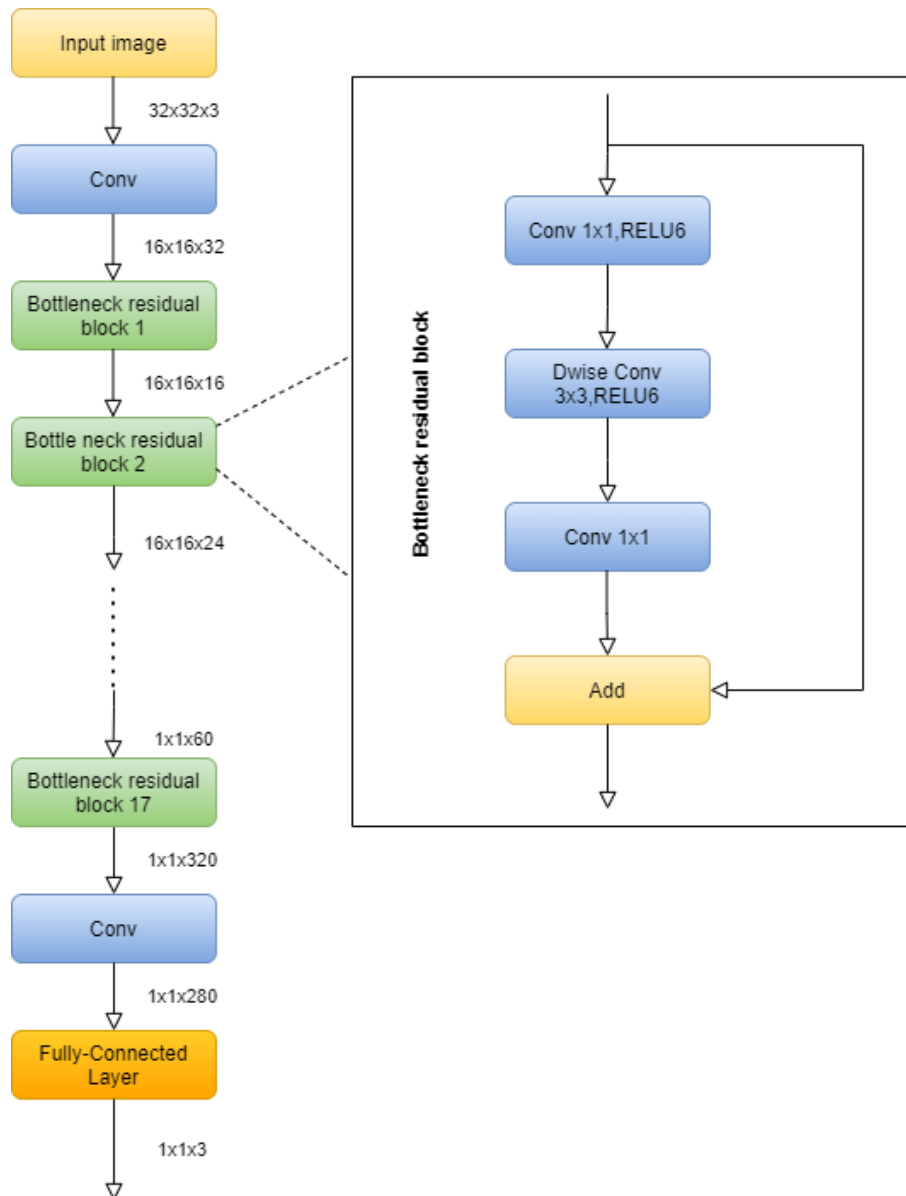 Input image
32x32x3
Conv
16x16x32
Bottleneck residual
block 1
16x16x16
Bottle neck residual
block 2
16x16x24
1x1x60
Bottleneck residual
block 17
1x1x320
Conv
1x1x280
Fully-Connected
Layer
1x1x3
Bottleneck residual block
Conv 1x1,RELU6
Dwise Conv
3x3,RELU6
Conv 1x1
Add